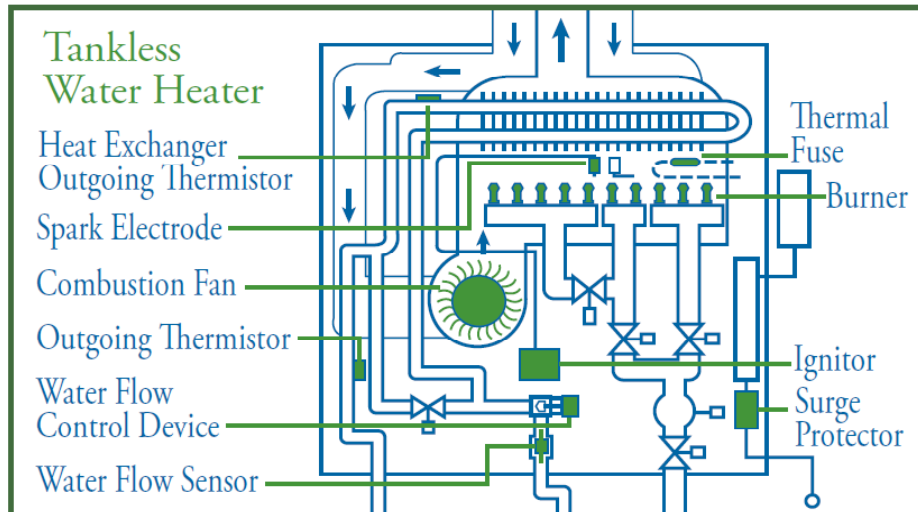 Tankless
Water Heater
Heat Exchanger
Outgoing Thermistor
Spark Electrode
Combustion Fan
Outgoing Thermistor
Water Flow
Control Device
Water Flow Sensor
Thermal
Fuse
Burner
Ignitor
Surge
Protector